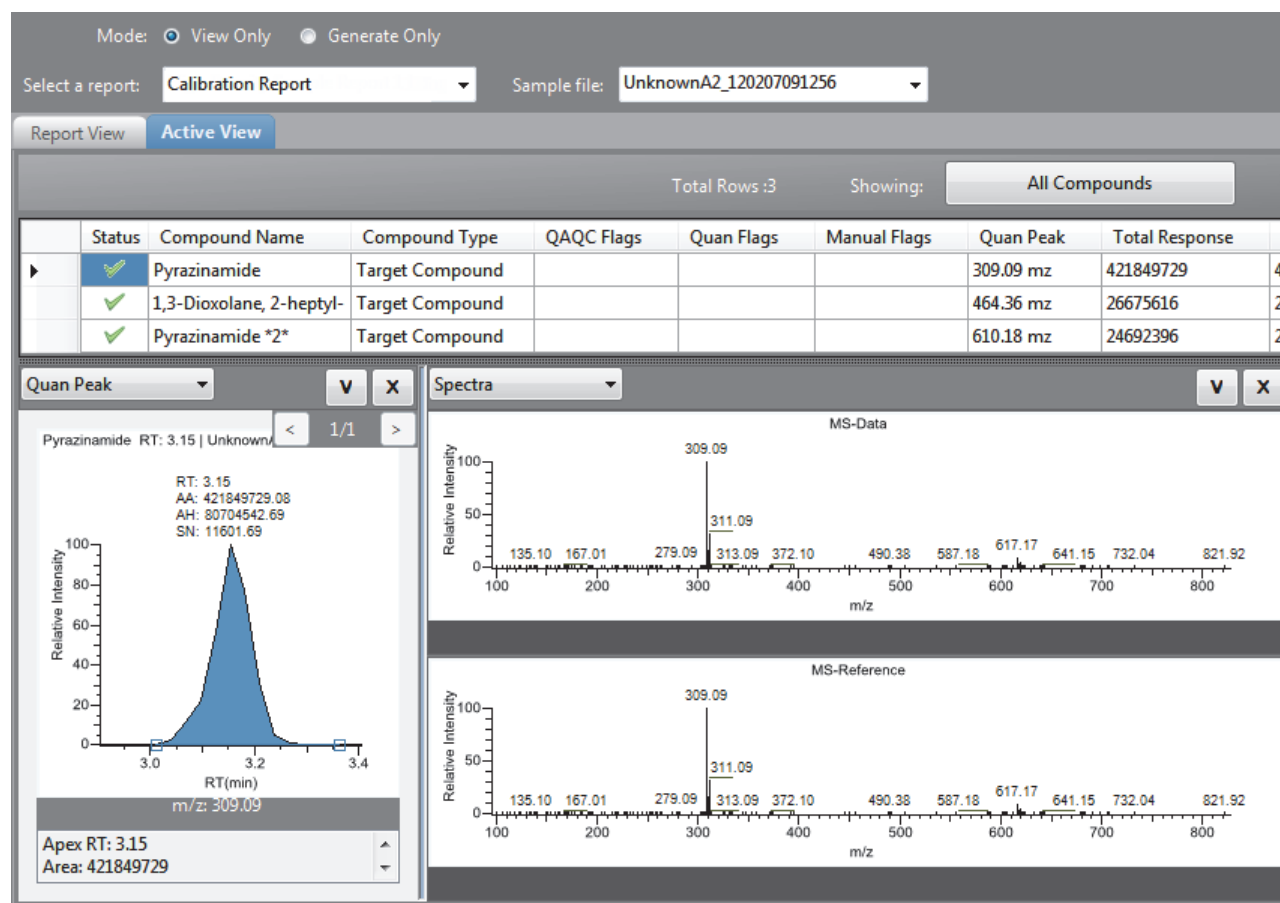 Mode: View Only Generate Only
Select a report: Calibration Report Sample file: UnknownA2_120207091256
Report View Active View
Total Rows :3 Showing: All Compounds
Status Compound Name Compound Type QAQC Flags Quan Flags Manual Flags Quan Peak Total Response
Pyrazinamide Target Compound 309.09 mz 421849729 4
1,3-Dioxolane, 2-heptyl- Target Compound 464.36 mz 26675616 2
Pyrazinamide *2* Target Compound 610.18 mz 24692396 2
Quan Peak V X
< 1/1 >
Pyrazinamide RT: 3.15 | Unknown
RT: 3.15
AA: 421849729.08
AH: 80704542.69
SN: 11601.69
100
80
60
40
20
0
Relative Intensity
3.0 3.2 3.4
RT(min)
m/z: 309.09
Apex RT: 3.15
Area: 421849729
Spectra V X
MS-Data
309.09
100
50
0
Relative Intensity
311.09
135.10 167.01 279.09 313.09 372.10 490.38 587.18 617.17 641.15 732.04 821.92
100 200 300 400 500 600 700 800
m/z
MS-Reference
309.09
100
50
0
Relative Intensity
311.09
135.10 167.01 279.09 313.09 372.10 490.38 587.18 617.17 641.15 732.04 821.92
100 200 300 400 500 600 700 800
m/z